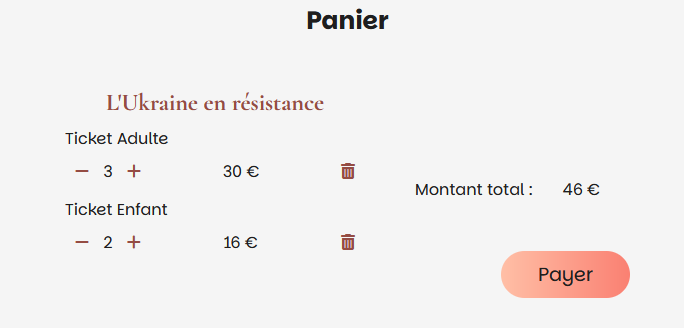 Panier
L'Ukraine en résistance
Ticket Adulte
− 3 + 30 €
Ticket Enfant
− 2 + 16 €
Montant total : 46 €
Payer